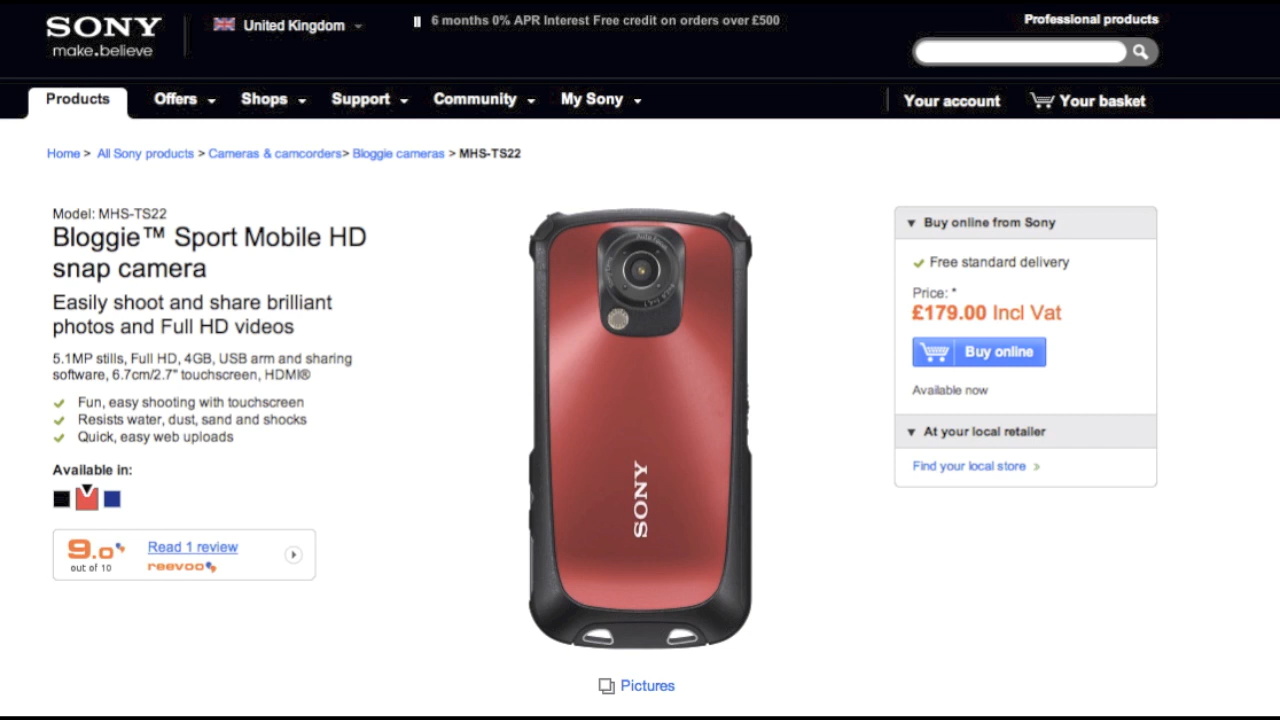 SONY
make.believe
United Kingdom
6 months 0% APR Interest Free credit on orders over £500
Professional products
Products
Offers
Shops
Support
Community
My Sony
Your account
Your basket
Home > All Sony products > Cameras & camcorders> Bloggie cameras > MHS-TS22
Model: MHS-TS22
Bloggie™ Sport Mobile HD
snap camera
Easily shoot and share brilliant
photos and Full HD videos
5.1MP stills, Full HD, 4GB, USB arm and sharing
software, 6.7cm/2.7" touchscreen, HDMI®
Fun, easy shooting with touchscreen
Resists water, dust, sand and shocks
Quick, easy web uploads
Available in:
9.0
out of 10
Read 1 review
reevoo
SONY
Pictures
Buy online from Sony
Free standard delivery
Price: *
£179.00 Incl Vat
Buy online
Available now
At your local retailer
Find your local store »